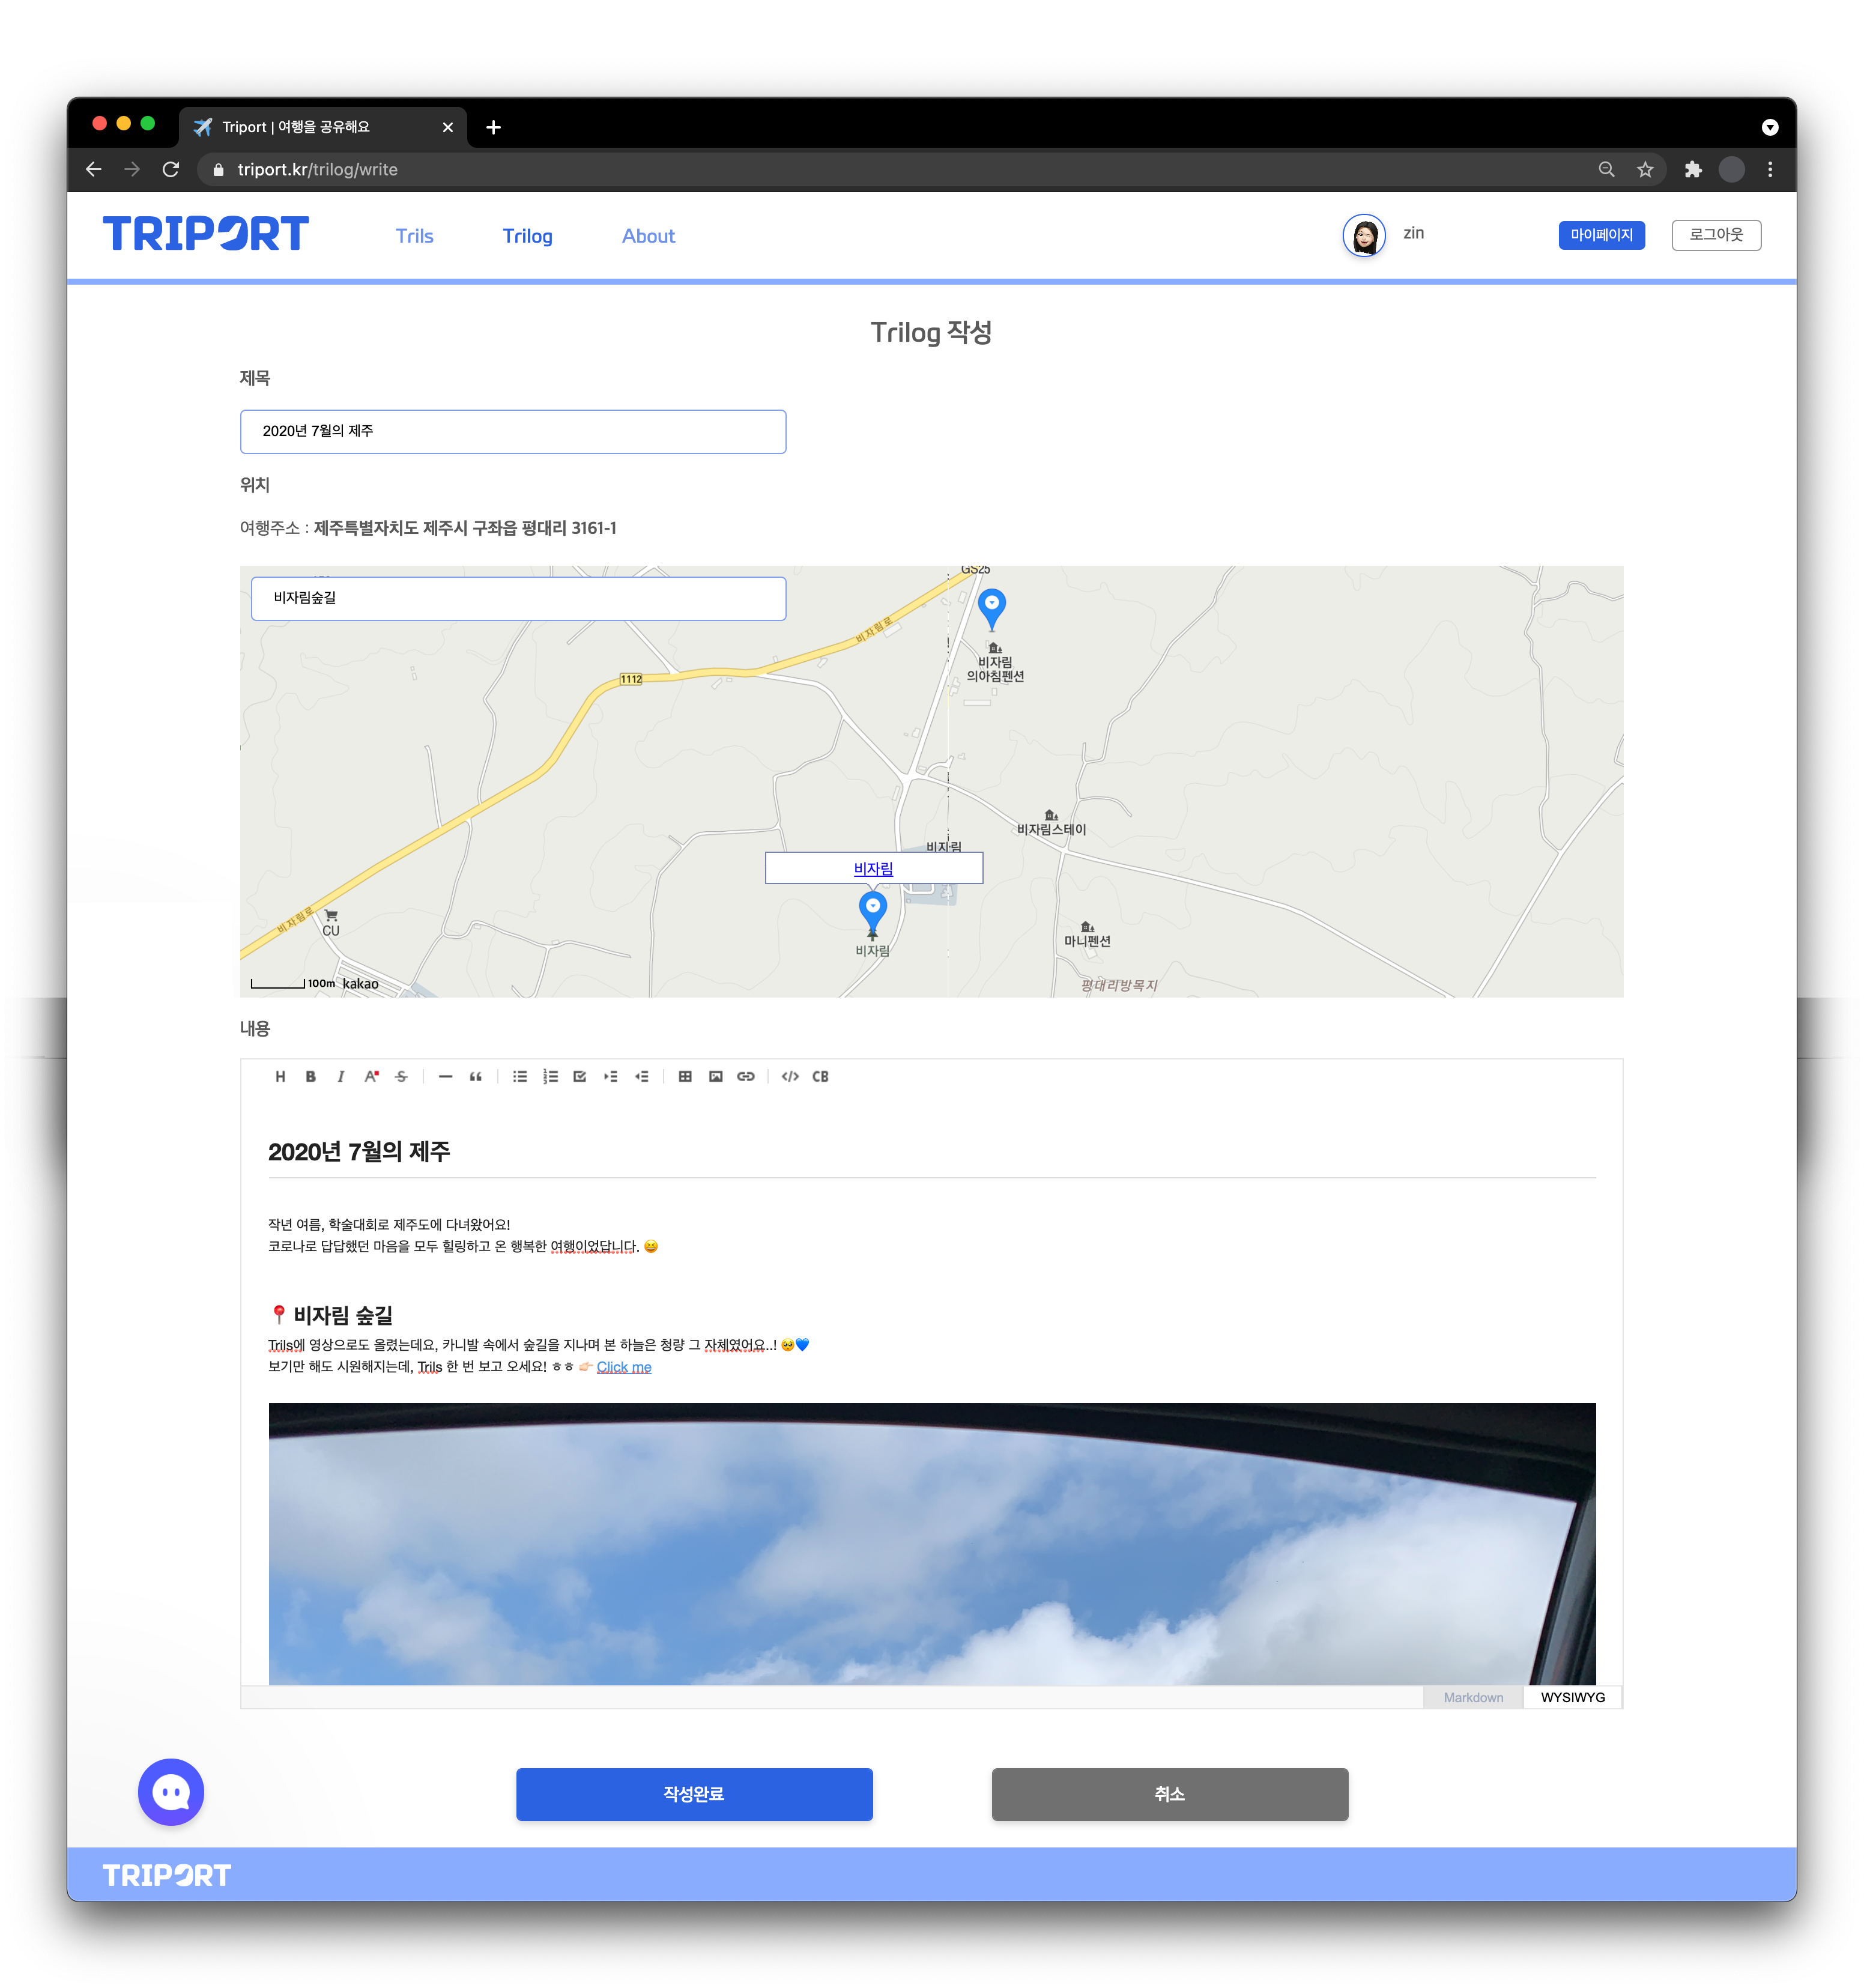 Triport | 여행을 공유해요
triport.kr/trilog/write
TRIPORT
Trils
Trilog
About
zin
마이페이지
로그아웃
Trilog 작성
제목
2020년 7월의 제주
위치
여행주소 : 제주특별자치도 제주시 구좌읍 평대리 3161-1
비자림숲길
GS25
비자림로
비자림
의아침펜션
1112
비자림스테이
비자림
비자림
비자림로
CU
비자림
마니펜션
평대리방목지
100m kakao
내용
H B I A S CB
2020년 7월의 제주
작년 여름, 학술대회로 제주도에 다녀왔어요!
코로나로 답답했던 마음을 모두 힐링하고 온 행복한 여행이었답니다. 😆
📍 비자림 숲길
Trils에 영상으로도 올렸는데요, 카니발 속에서 숲길을 지나며 본 하늘은 청량 그 자체였어요..! 🥺💙
보기만 해도 시원해지는데, Trils 한 번 보고 오세요! ㅎㅎ 👉🏻 Click me
Markdown
WYSIWYG
작성완료
취소
TRIPORT